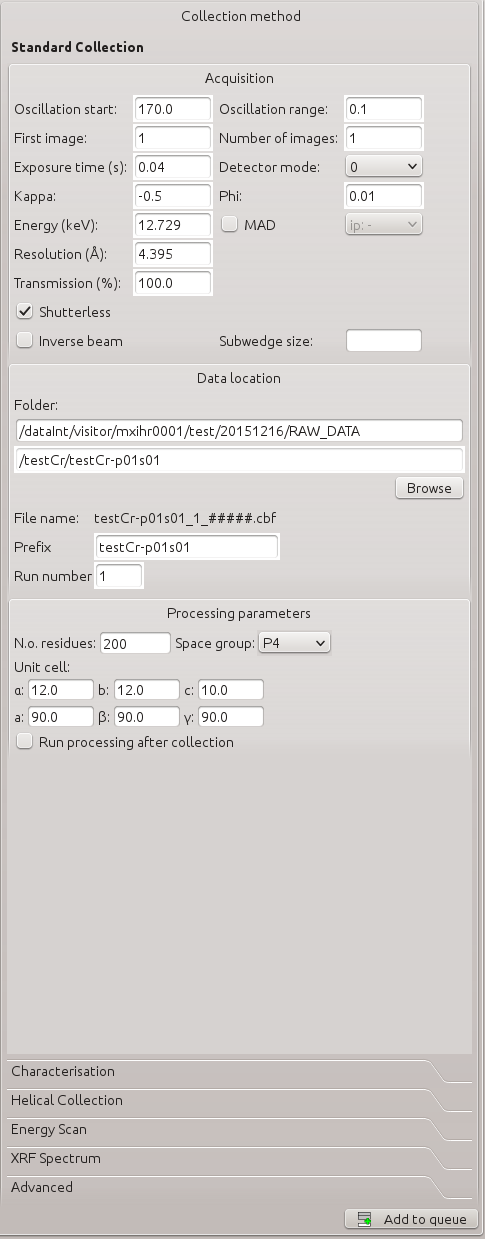 Collection method
Standard Collection
Acquisition
Oscillation start: 170.0 Oscillation range: 0.1
First image: 1 Number of images: 1
Exposure time (s): 0.04 Detector mode: 0
Kappa: -0.5 Phi: 0.01
Energy (keV): 12.729 MAD ip: -
Resolution (Å): 4.395
Transmission (%): 100.0
Shutterless
Inverse beam Subwedge size:
Data location
Folder:
/dataInt/visitor/mxihr0001/test/20151216/RAW_DATA
/testCr/testCr-p01s01
Browse
File name: testCr-p01s01_1_#####.cbf
Prefix testCr-p01s01
Run number 1
Processing parameters
N.o. residues: 200 Space group: P4
Unit cell:
α: 12.0 b: 12.0 c: 10.0
a: 90.0 β: 90.0 γ: 90.0
Run processing after collection
Characterisation
Helical Collection
Energy Scan
XRF Spectrum
Advanced
Add to queue